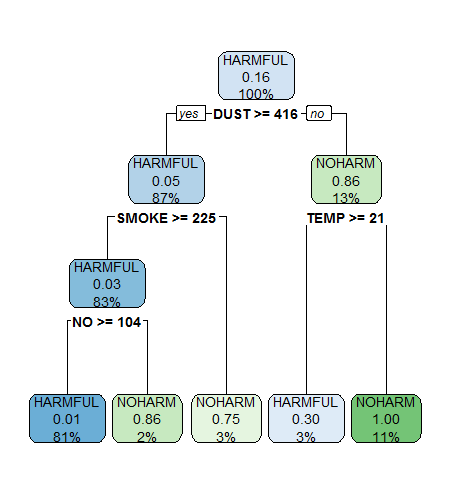 HARMFUL
0.16
100%
yes DUST >= 416 no
HARMFUL
0.05
87%
NOHARM
0.86
13%
SMOKE >= 225
TEMP >= 21
HARMFUL
0.03
83%
NO >= 104
HARMFUL
0.01
81%
NOHARM
0.86
2%
NOHARM
0.75
3%
HARMFUL
0.30
3%
NOHARM
1.00
11%